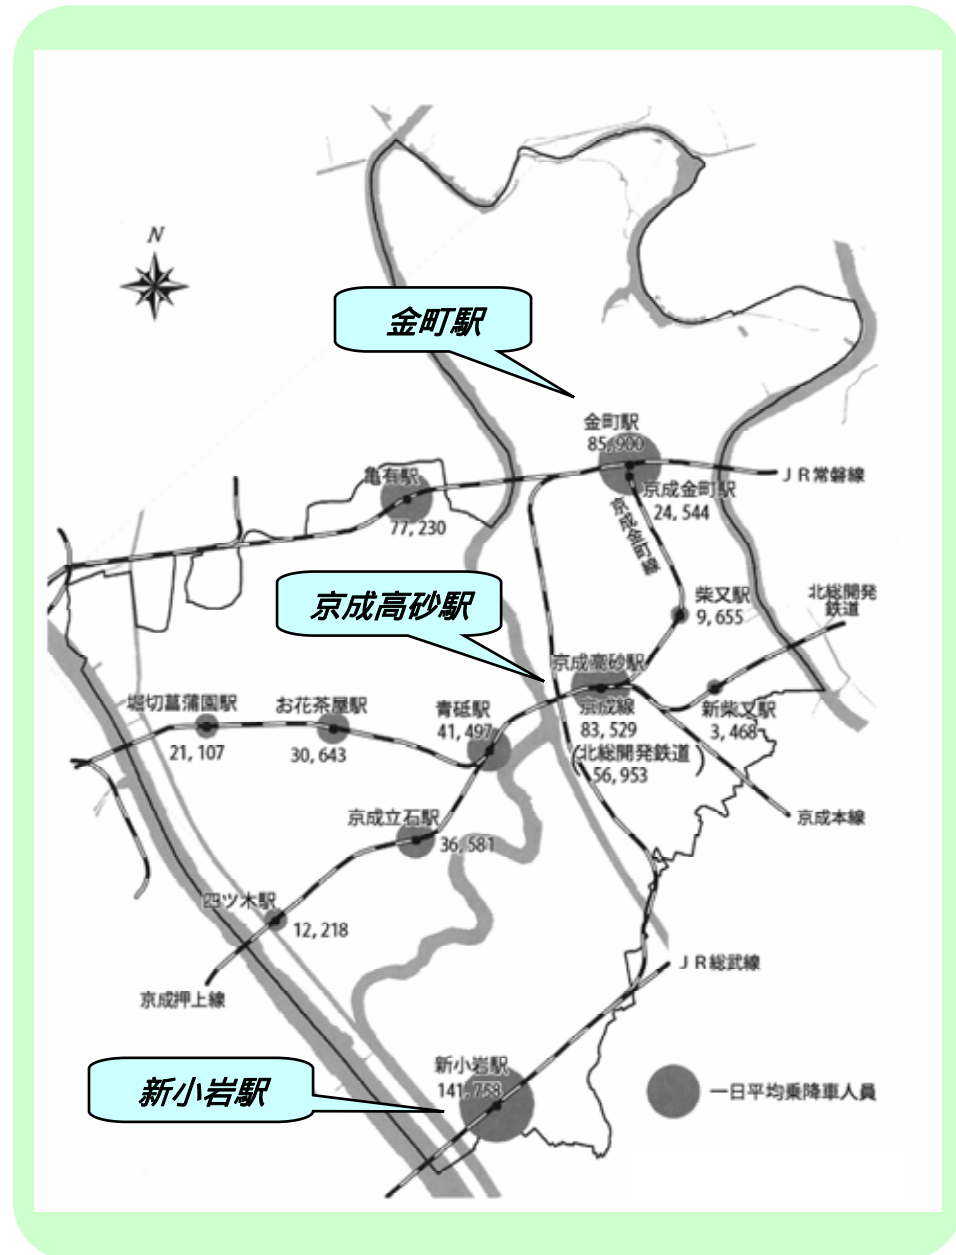 N
金町駅
金町駅
85,900
JR常磐線
亀有駅
77,230
京成金町駅
24,544
京成金町線
京成高砂駅
柴又駅
9,655
北総開発
鉄道
京成高砂駅
京成線
83,529
(北総開発鉄道)
56,953
新柴又駅
3,468
堀切菖蒲園駅
21,107
お花茶屋駅
30,643
青砥駅
41,497
京成立石駅
36,581
京成本線
四ツ木駅
12,218
京成押上線
JR総武線
新小岩駅
新小岩駅
141,758
一日平均乗降車人員